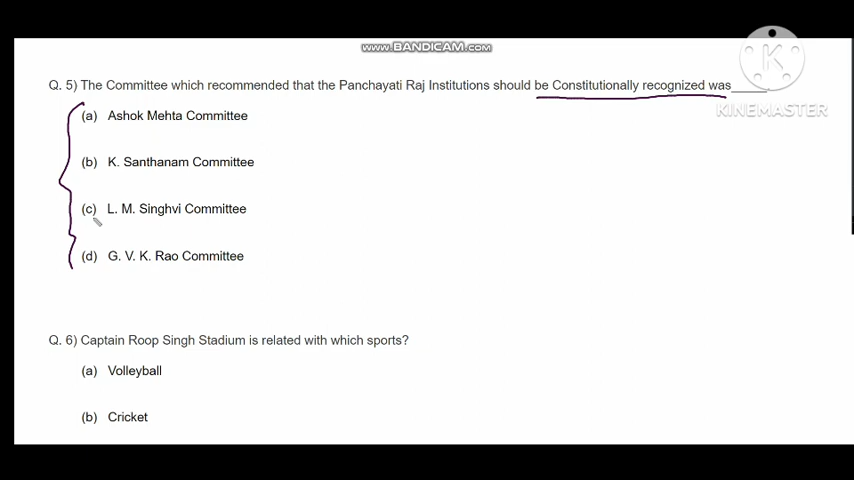 www.BANDICAM.com
K
KINEMASTER
Q. 5) The Committee which recommended that the Panchayati Raj Institutions should be Constitutionally recognized was_____.
(a) Ashok Mehta Committee
(b) K. Santhanam Committee
(c) L. M. Singhvi Committee
(d) G. V. K. Rao Committee
Q. 6) Captain Roop Singh Stadium is related with which sports?
(a) Volleyball
(b) Cricket